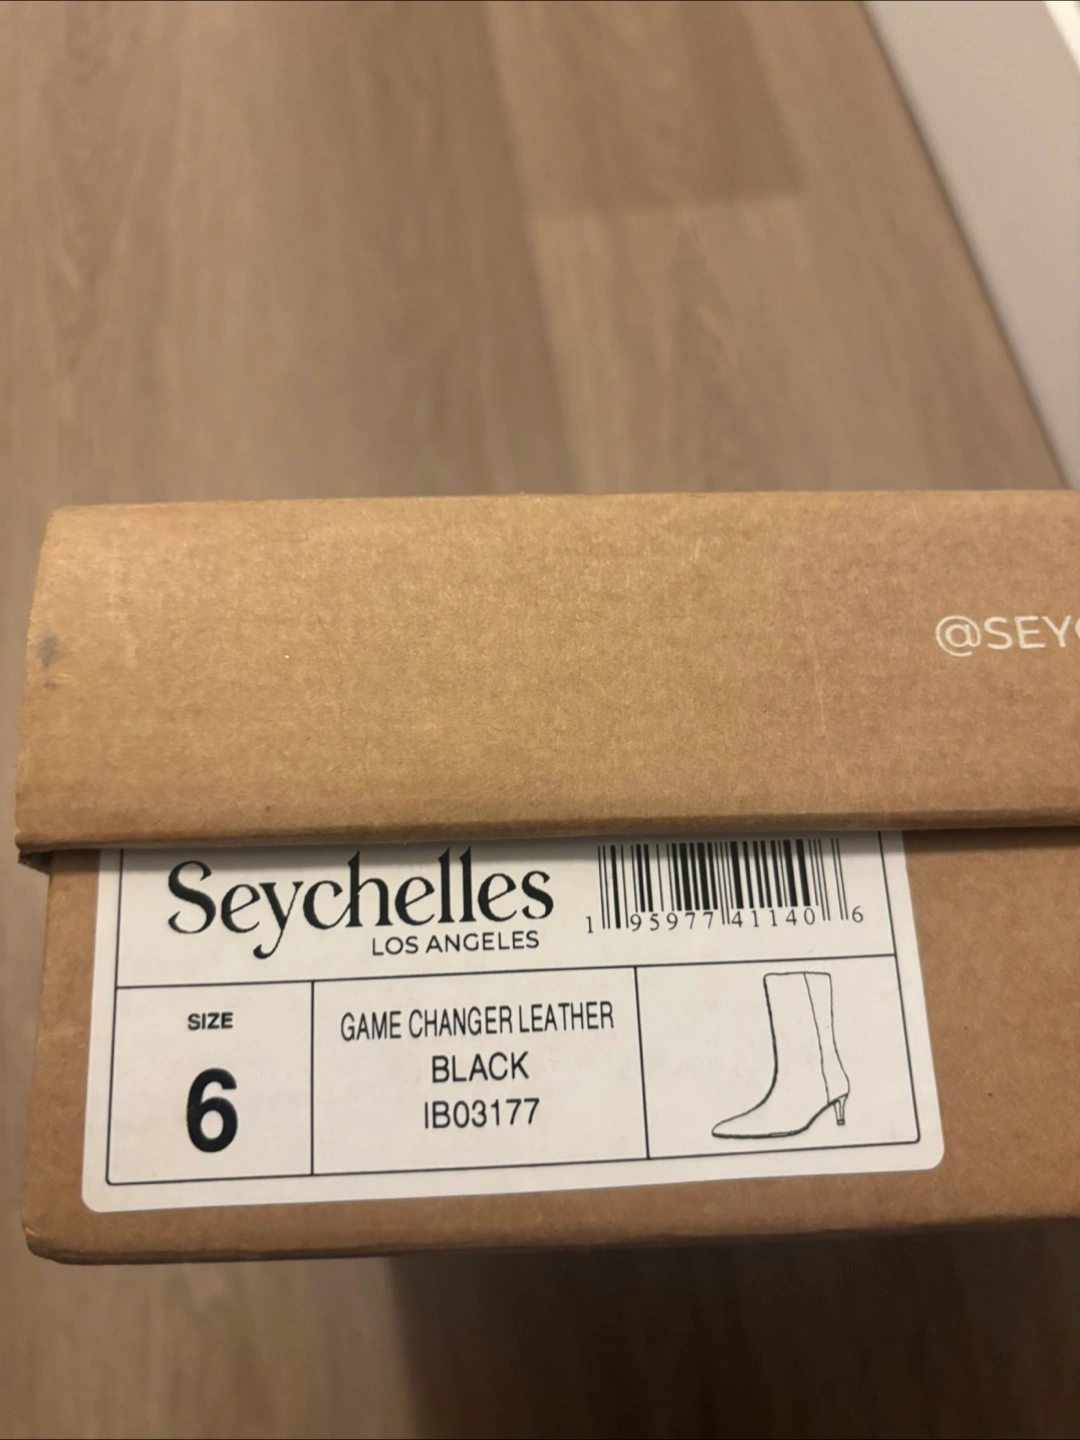 @SEY
Seychelles
LOS ANGELES
1 95977 41140 6
SIZE
6
GAME CHANGER LEATHER
BLACK
IB03177